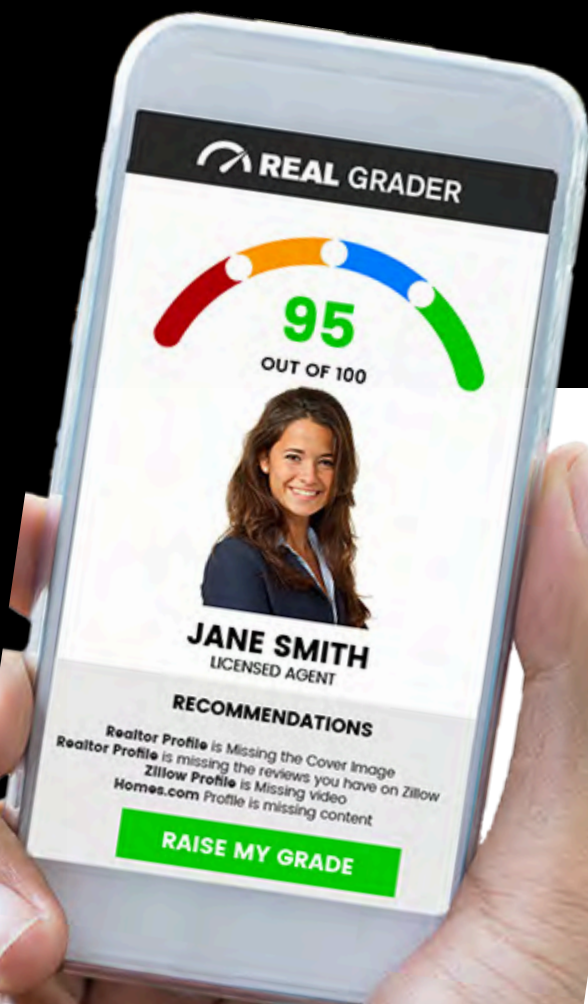 REAL GRADER
95
OUT OF 100
JANE SMITH
LICENSED AGENT
RECOMMENDATIONS
Realtor Profile is Missing the Cover Image
Realtor Profile is missing the reviews you have on Zillow
Zillow Profile is Missing video
Homes.com Profile is missing content
RAISE MY GRADE